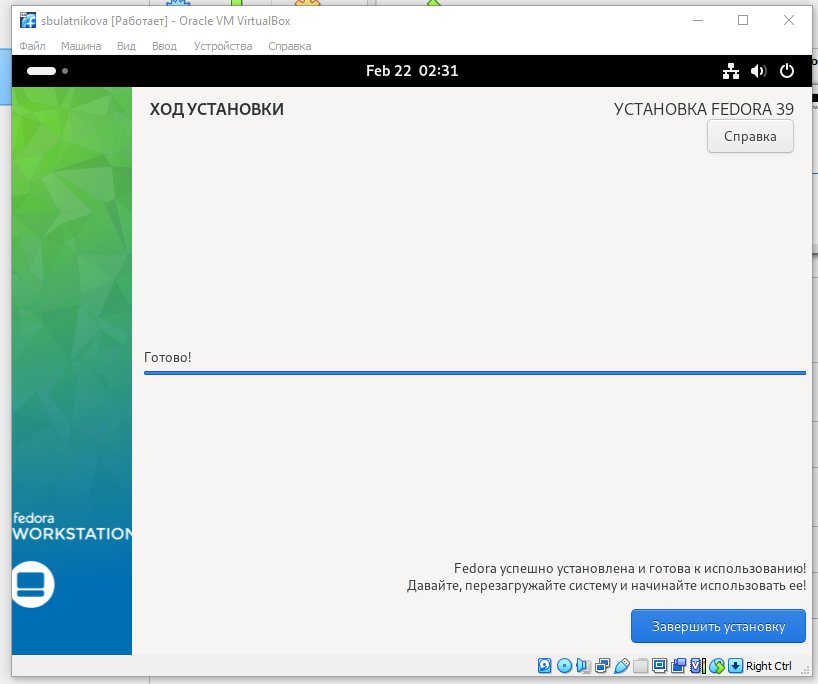 sbulatnikova [Работает] - Oracle VM VirtualBox
Файл Машина Вид Ввод Устройства Справка
Feb 22 02:31
ХОД УСТАНОВКИ
УСТАНОВКА FEDORA 39
Справка
Готово!
fedora
WORKSTATION
Fedora успешно установлена и готова к использованию!
Давайте, перезагружайте систему и начинайте использовать ее!
Завершить установку
Right Ctrl